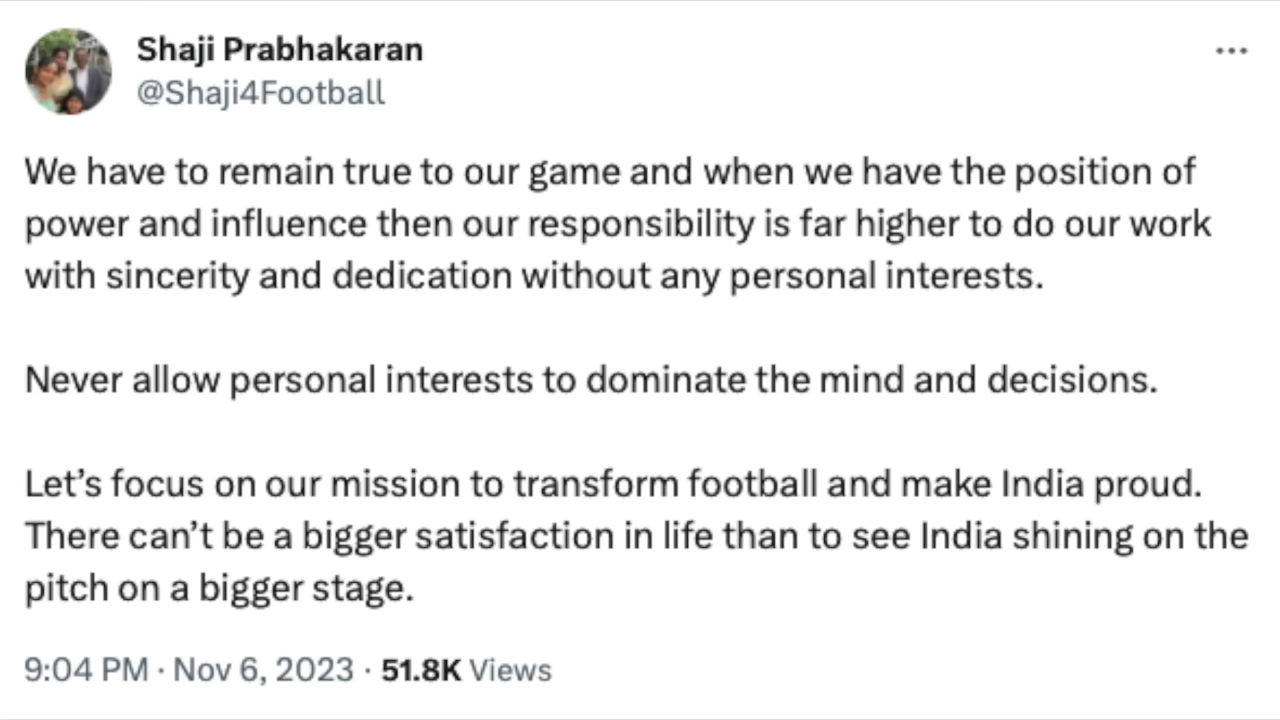 Shaji Prabhakaran
@Shaji4Football
We have to remain true to our game and when we have the position of
power and influence then our responsibility is far higher to do our work
with sincerity and dedication without any personal interests.
Never allow personal interests to dominate the mind and decisions.
Let’s focus on our mission to transform football and make India proud.
There can’t be a bigger satisfaction in life than to see India shining on the
pitch on a bigger stage.
9:04 PM · Nov 6, 2023 · 51.8K Views